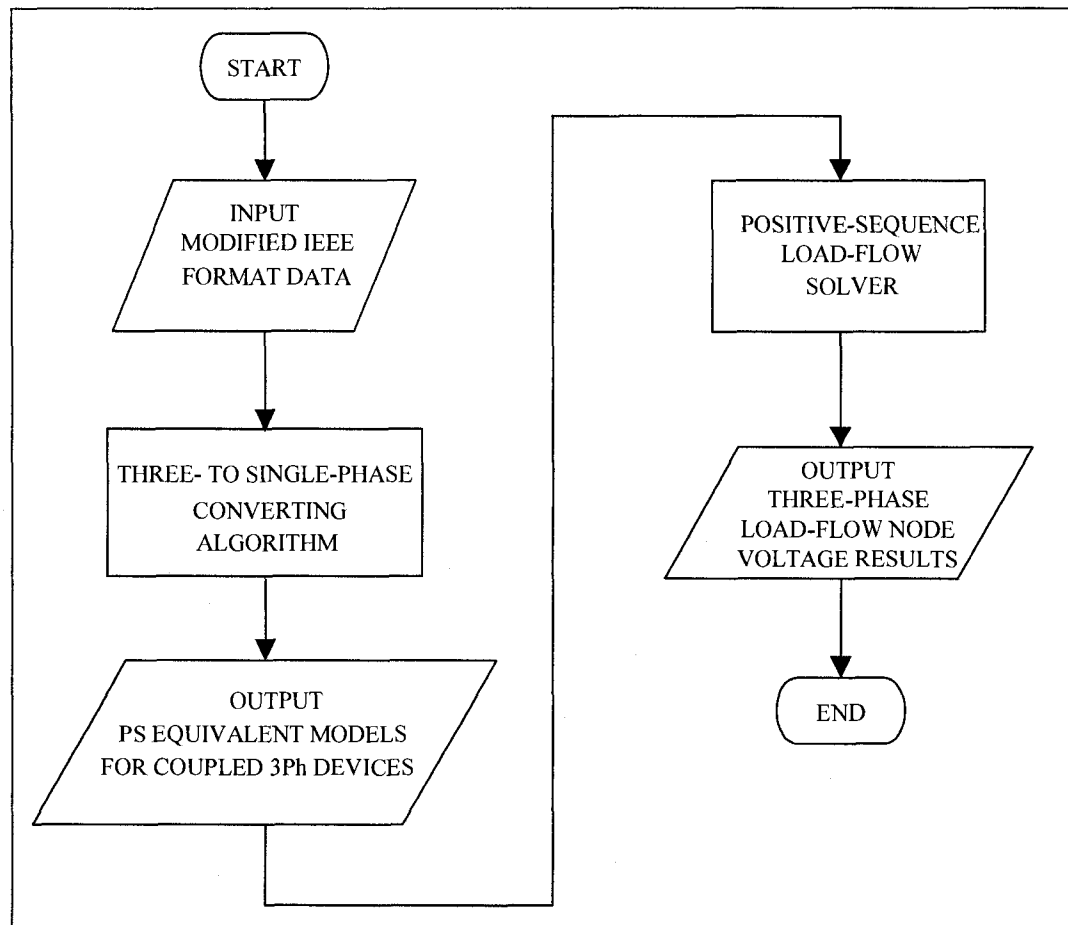 START
INPUT
MODIFIED IEEE
FORMAT DATA
THREE- TO SINGLE-PHASE
CONVERTING
ALGORITHM
OUTPUT
PS EQUIVALENT MODELS
FOR COUPLED 3Ph DEVICES
POSITIVE-SEQUENCE
LOAD-FLOW
SOLVER
OUTPUT
THREE-PHASE
LOAD-FLOW NODE
VOLTAGE RESULTS
END